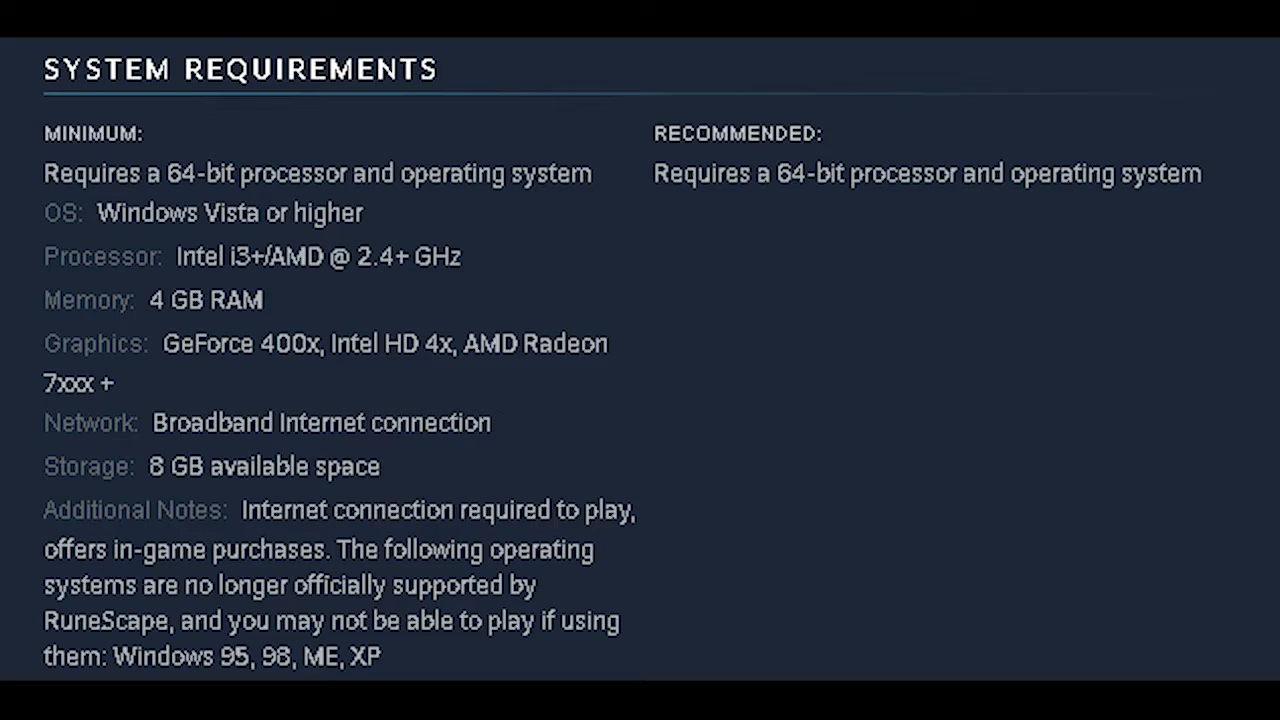 SYSTEM REQUIREMENTS
MINIMUM:
Requires a 64-bit processor and operating system
OS: Windows Vista or higher
Processor: Intel i3+/AMD @ 2.4+ GHz
Memory: 4 GB RAM
Graphics: GeForce 400x, Intel HD 4x, AMD Radeon
7xxx +
Network: Broadband Internet connection
Storage: 8 GB available space
Additional Notes: Internet connection required to play,
offers in-game purchases. The following operating
systems are no longer officially supported by
RuneScape, and you may not be able to play if using
them: Windows 95, 98, ME, XP
RECOMMENDED:
Requires a 64-bit processor and operating system